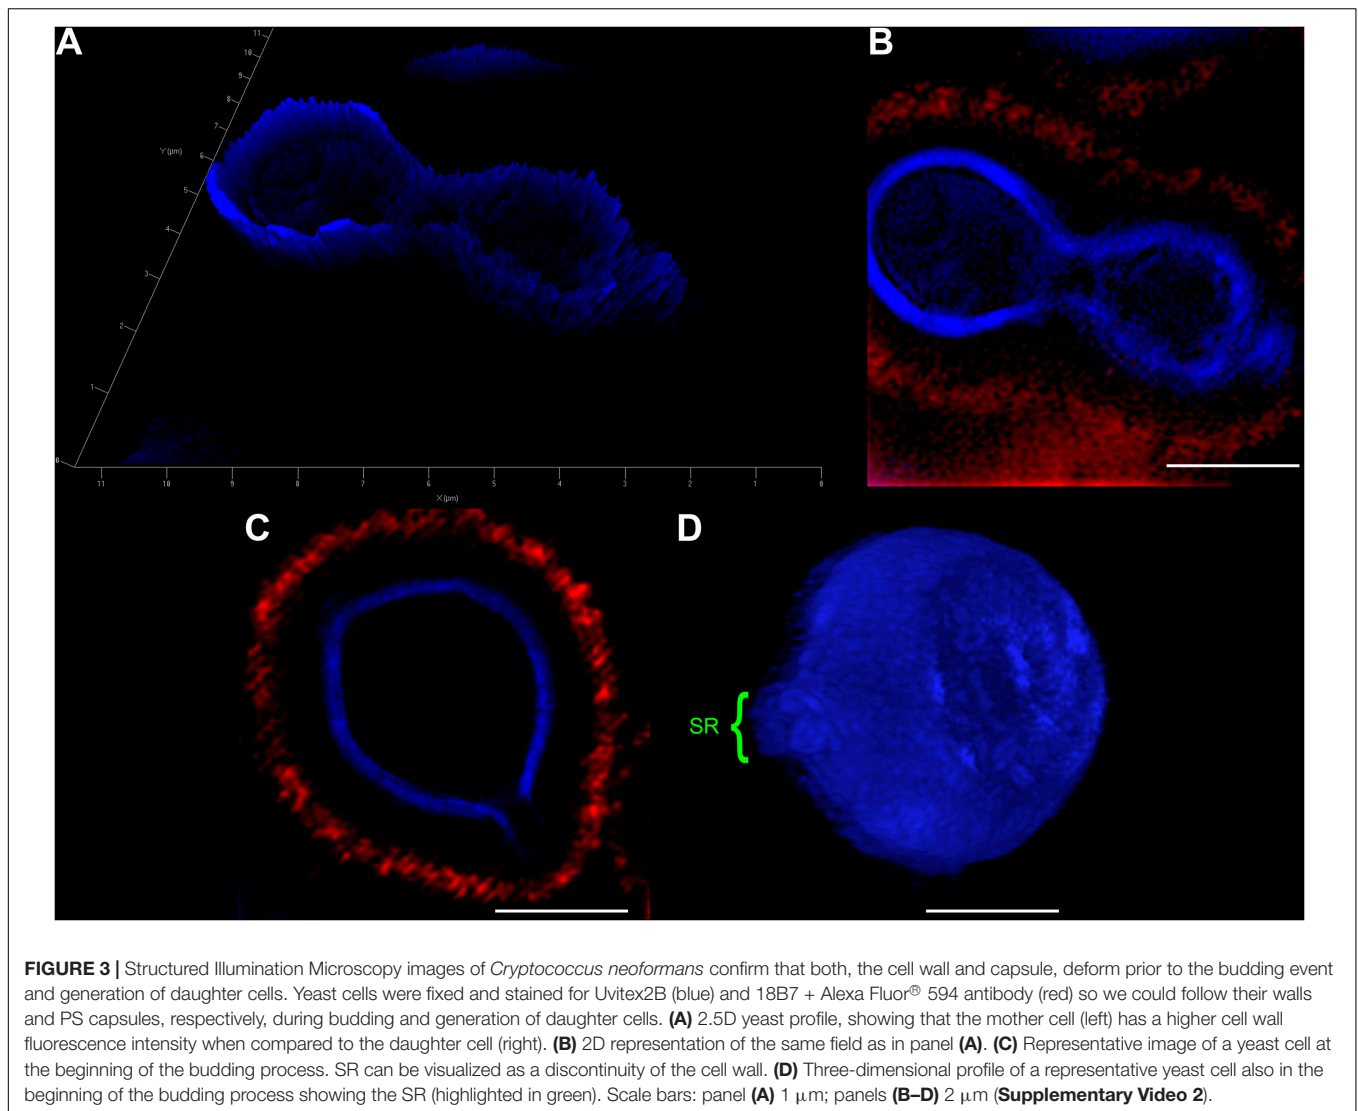 A
B
11
10
9
8
7
Y (µm)
6
5
4
3
2
1
0
11
10
9
8
7
6
5
4
3
2
1
0
X (µm)
C
D
SR {
FIGURE 3 | Structured Illumination Microscopy images of Cryptococcus neoformans confirm that both, the cell wall and capsule, deform prior to the budding event
and generation of daughter cells. Yeast cells were fixed and stained for Uvitex2B (blue) and 18B7 + Alexa Fluor® 594 antibody (red) so we could follow their walls
and PS capsules, respectively, during budding and generation of daughter cells. (A) 2.5D yeast profile, showing that the mother cell (left) has a higher cell wall
fluorescence intensity when compared to the daughter cell (right). (B) 2D representation of the same field as in panel (A). (C) Representative image of a yeast cell at
the beginning of the budding process. SR can be visualized as a discontinuity of the cell wall. (D) Three-dimensional profile of a representative yeast cell also in the
beginning of the budding process showing the SR (highlighted in green). Scale bars: panel (A) 1 µm; panels (B–D) 2 µm (Supplementary Video 2).